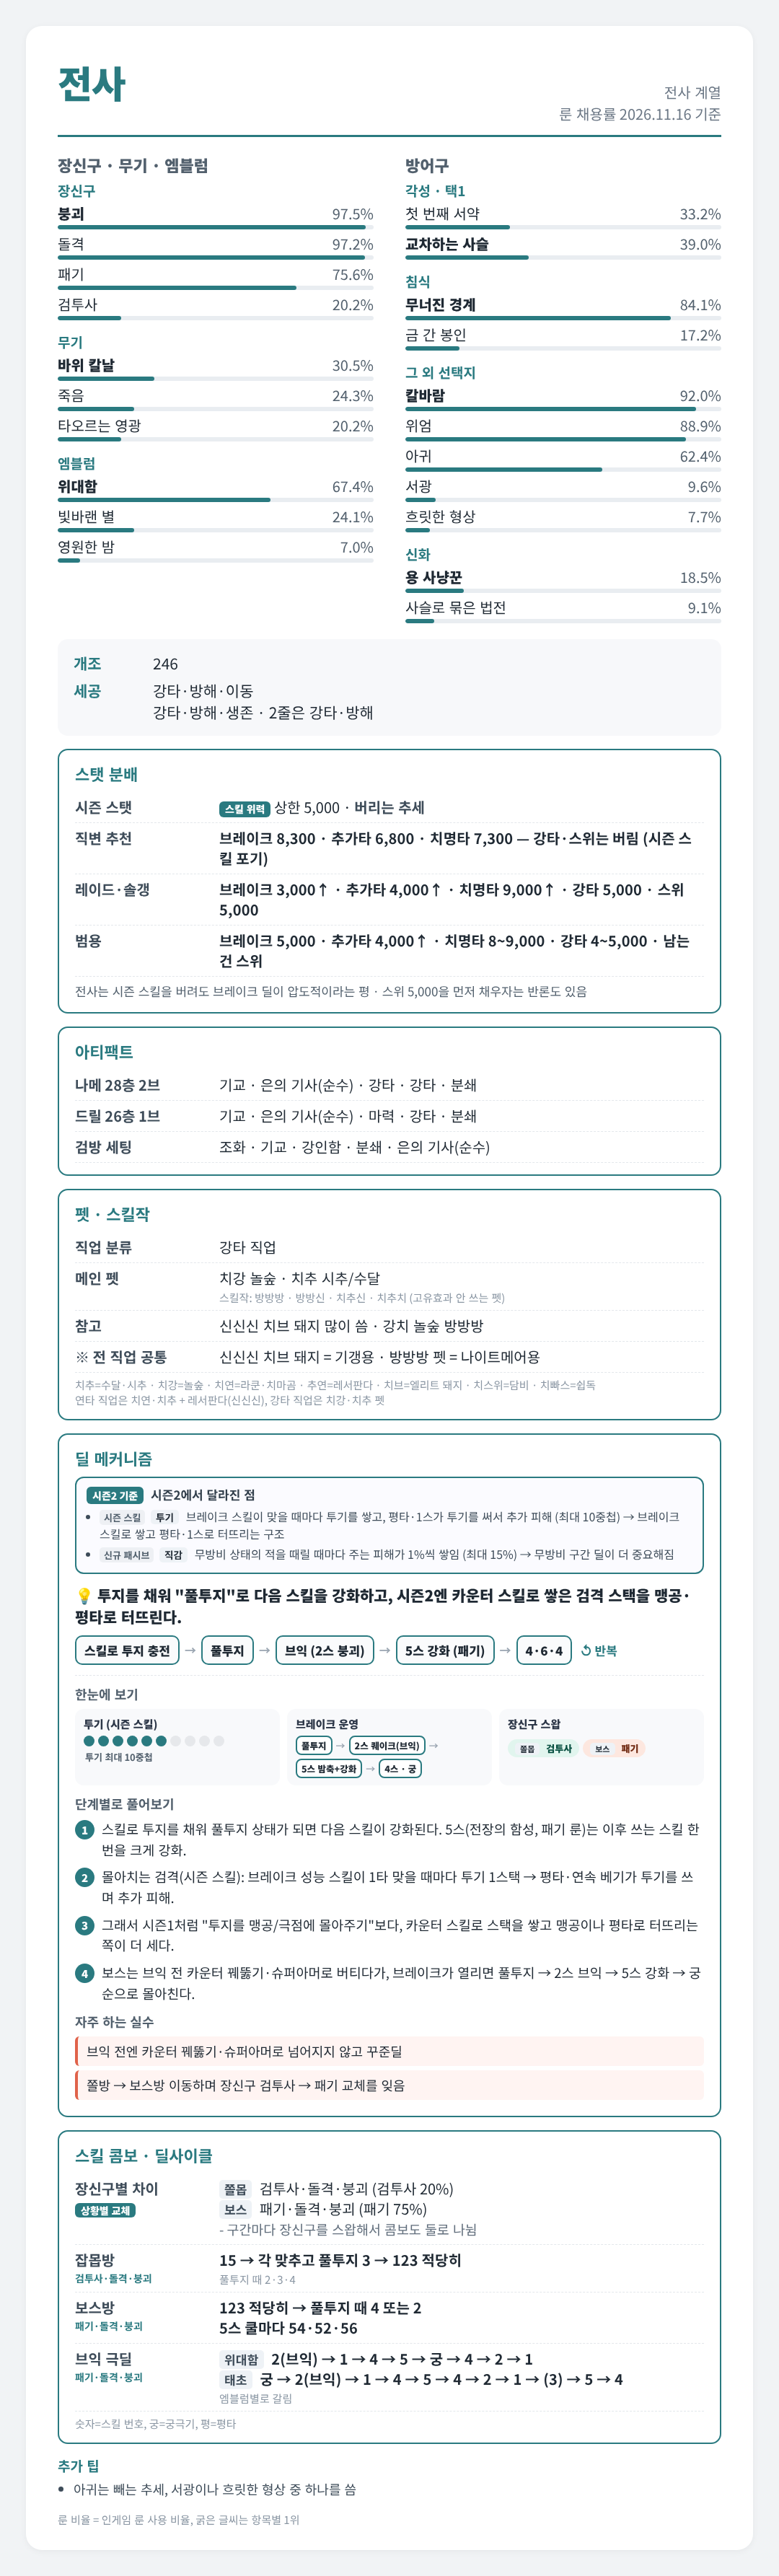 전사
전사 계열
룬 채용률 2026.11.16 기준
장신구 · 무기 · 엠블럼
장신구
붕괴 97.5%
돌격 97.2%
패기 75.6%
검투사 20.2%
무기
바위 칼날 30.5%
죽음 24.3%
타오르는 영광 20.2%
엠블럼
위대함 67.4%
빛바랜 별 24.1%
영원한 밤 7.0%
방어구
각성 · 택1
첫 번째 서약 33.2%
교차하는 사슬 39.0%
침식
무너진 경계 84.1%
금 간 봉인 17.2%
그 외 선택지
칼바람 92.0%
위엄 88.9%
아귀 62.4%
서광 9.6%
흐릿한 형상 7.7%
신화
용 사냥꾼 18.5%
사슬로 묶은 법전 9.1%
개조 246
세공 강타·방해·이동
강타·방해·생존 · 2줄은 강타·방해
스탯 분배
시즌 스탯 스킬 위력 상한 5,000 · 버리는 추세
직변 추천 브레이크 8,300 · 추가타 6,800 · 치명타 7,300 — 강타·스위는 버림 (시즌 스
킬 포기)
레이드·솔갱 브레이크 3,000↑ · 추가타 4,000↑ · 치명타 9,000↑ · 강타 5,000 · 스위
5,000
범용 브레이크 5,000 · 추가타 4,000↑ · 치명타 8~9,000 · 강타 4~5,000 · 남는
건 스위
전사는 시즌 스킬을 버려도 브레이크 딜이 압도적이라는 평 · 스위 5,000을 먼저 채우자는 반론도 있음
아티팩트
나메 28층 2브 기교 · 은의 기사(순수) · 강타 · 강타 · 분쇄
드릴 26층 1브 기교 · 은의 기사(순수) · 마력 · 강타 · 분쇄
검방 세팅 조화 · 기교 · 강인함 · 분쇄 · 은의 기사(순수)
펫 · 스킬작
직업 분류 강타 직업
메인 펫 치강 놀숲 · 치추 시추/수달
스킬작: 방방방 · 방방신 · 치추신 · 치추치 (고유효과 안 쓰는 펫)
참고 신신신 치브 돼지 많이 씀 · 강치 놀숲 방방방
※ 전 직업 공통 신신신 치브 돼지 = 기갱용 · 방방방 펫 = 나이트메어용
치추=수달·시추 · 치강=놀숲 · 치연=라쿤·치마곰 · 추연=레서판다 · 치브=엘리트 돼지 · 치스위=담비 · 치빠스=쉽독
연타 직업은 치연·치추 + 레서판다(신신신), 강타 직업은 치강·치추 펫
딜 메커니즘
시즌2 기준 시즌2에서 달라진 점
• 시즌 스킬 투기 브레이크 스킬이 맞을 때마다 투기를 쌓고, 평타·1스가 투기를 써서 추가 피해 (최대 10중첩) → 브레이크
스킬로 쌓고 평타·1스로 터뜨리는 구조
• 신규 패시브 직감 무방비 상태의 적을 때릴 때마다 주는 피해가 1%씩 쌓임 (최대 15%) → 무방비 구간 딜이 더 중요해짐
💡 투지를 채워 "풀투지"로 다음 스킬을 강화하고, 시즌2엔 카운터 스킬로 쌓은 검격 스택을 맹공·
평타로 터뜨린다.
스킬로 투지 충전 → 풀투지 → 브익 (2스 붕괴) → 5스 강화 (패기) → 4·6·4 ↺ 반복
한눈에 보기
투기 (시즌 스킬)
투기 최대 10중첩
브레이크 운영
풀투지 → 2스 퀘이크(브익) →
5스 밤축+강화 → 4스 · 궁
장신구 스왑
쫄몹 검투사 보스 패기
단계별로 풀어보기
1 스킬로 투지를 채워 풀투지 상태가 되면 다음 스킬이 강화된다. 5스(전장의 함성, 패기 룬)는 이후 쓰는 스킬 한
번을 크게 강화.
2 몰아치는 검격(시즌 스킬): 브레이크 성능 스킬이 1타 맞을 때마다 투기 1스택 → 평타·연속 베기가 투기를 쓰
며 추가 피해.
3 그래서 시즌1처럼 "투지를 맹공/극점에 몰아주기"보다, 카운터 스킬로 스택을 쌓고 맹공이나 평타로 터뜨리는
쪽이 더 세다.
4 보스는 브익 전 카운터 꿰뚫기·슈퍼아머로 버티다가, 브레이크가 열리면 풀투지 → 2스 브익 → 5스 강화 → 궁
순으로 몰아친다.
자주 하는 실수
브익 전엔 카운터 꿰뚫기·슈퍼아머로 넘어지지 않고 꾸준딜
쫄방 → 보스방 이동하며 장신구 검투사 → 패기 교체를 잊음
스킬 콤보 · 딜사이클
장신구별 차이 쫄몹 검투사·돌격·붕괴 (검투사 20%)
상황별 교체 보스 패기·돌격·붕괴 (패기 75%)
- 구간마다 장신구를 스왑해서 콤보도 둘로 나뉨
잡몹방 15 → 각 맞추고 풀투지 3 → 123 적당히
검투사·돌격·붕괴 풀투지 때 2·3·4
보스방 123 적당히 → 풀투지 때 4 또는 2
패기·돌격·붕괴 5스 쿨마다 54·52·56
브익 극딜 위대함 2(브익) → 1 → 4 → 5 → 궁 → 4 → 2 → 1
패기·돌격·붕괴 태초 궁 → 2(브익) → 1 → 4 → 5 → 4 → 2 → 1 → (3) → 5 → 4
엠블럼별로 갈림
숫자=스킬 번호, 궁=궁극기, 평=평타
추가 팁
• 아귀는 빼는 추세, 서광이나 흐릿한 형상 중 하나를 씀
룬 비율 = 인게임 룬 사용 비율, 굵은 글씨는 항목별 1위